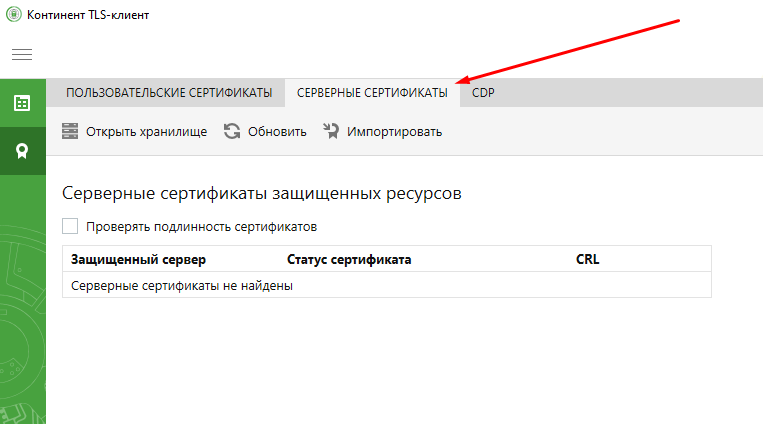 Континент TLS-клиент
ПОЛЬЗОВАТЕЛЬСКИЕ СЕРТИФИКАТЫ СЕРВЕРНЫЕ СЕРТИФИКАТЫ CDP
Открыть хранилище Обновить Импортировать
Серверные сертификаты защищенных ресурсов
Проверять подлинность сертификатов
Защищенный сервер Статус сертификата CRL
Серверные сертификаты не найдены